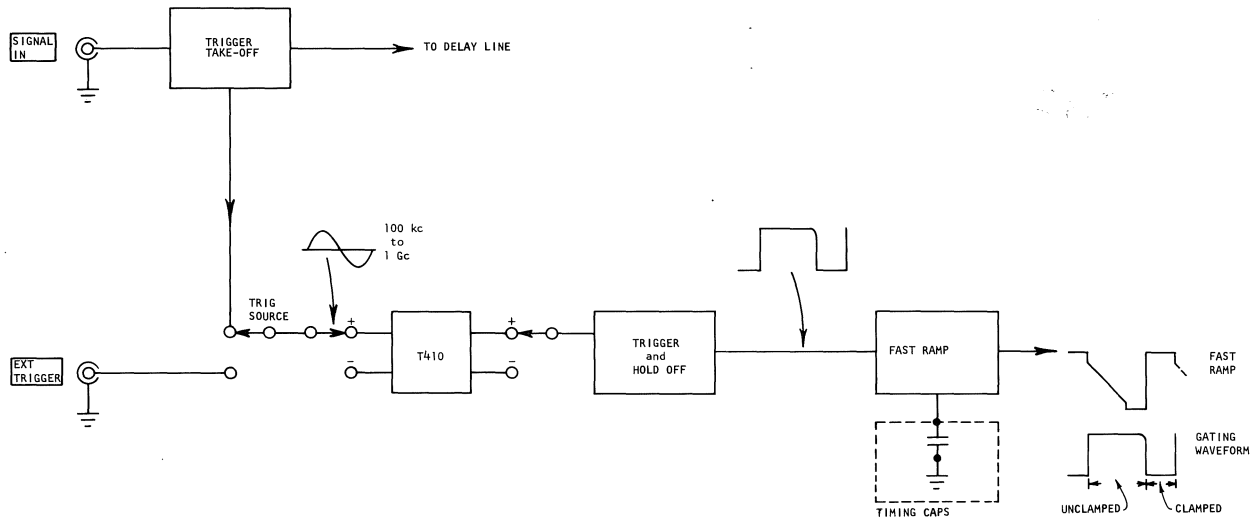 SIGNAL
IN
TRIGGER
TAKE-OFF
TO DELAY LINE
100 kc
to
1 Gc
TRIG
SOURCE
+
-
T410
+
-
TRIGGER
and
HOLD OFF
FAST RAMP
FAST
RAMP
EXT
TRIGGER
GATING
WAVEFORM
TIMING CAPS
UNCLAMPED
CLAMPED